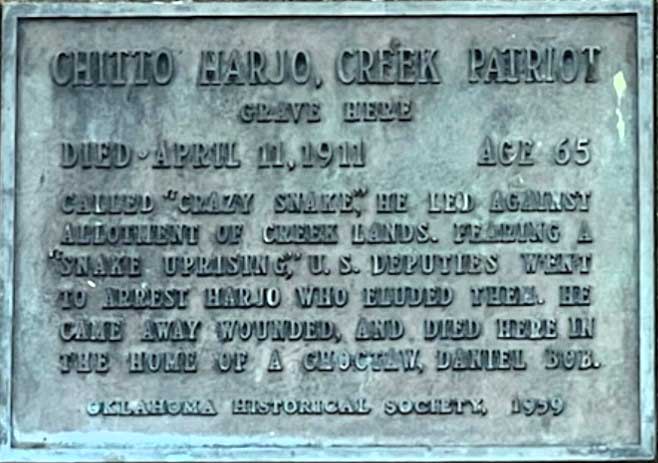 CHITTO HARJO, CREEK PATRIOT
GRAVE HERE
DIED-APRIL 11, 1911 AGE 65
CALLED "CRAZY SNAKE," HE LED AGAINST
ALLOTMENT OF CREEK LANDS. FEARING A
"SNAKE UPRISING," U.S. DEPUTIES WENT
TO ARREST HARJO WHO ELUDED THEM. HE
CAME AWAY WOUNDED, AND DIED HERE IN
THE HOME OF A CHOCTAW, DANIEL BOB.
OKLAHOMA HISTORICAL SOCIETY, 1959